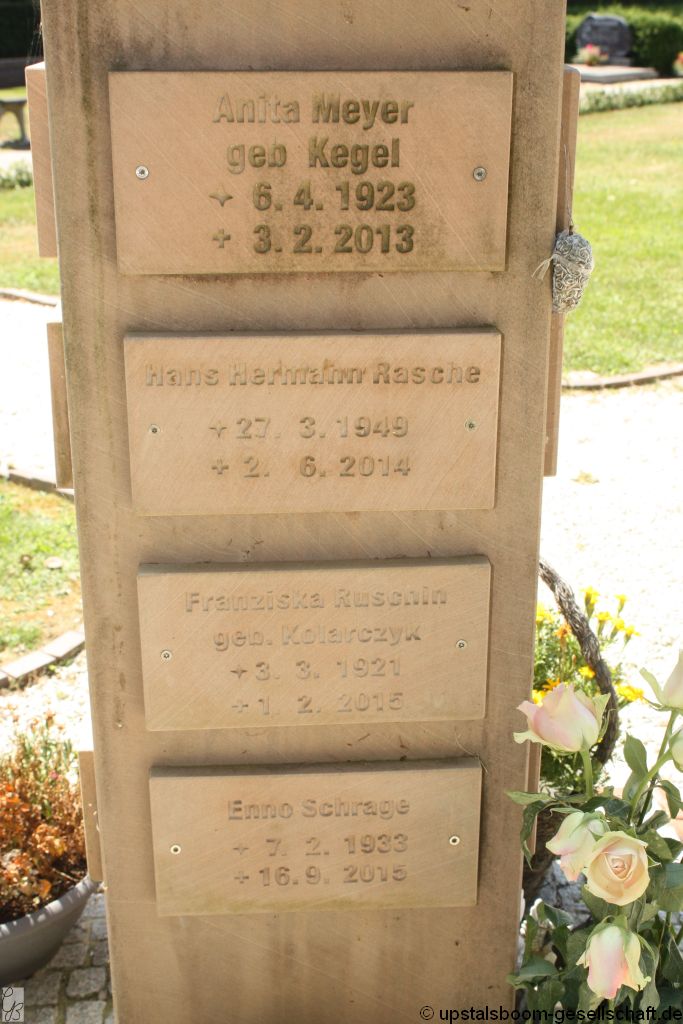 Anita Meyer
geb Kegel
+ 6. 4. 1923
+ 3. 2. 2013
Hans Hermann Rasche
+ 27. 3. 1949
+ 2. 6. 2014
Franziska Ruschin
geb. Kolarczyk
+ 3. 3. 1921
+ 1. 2. 2015
Enno Schrage
+ 7. 2. 1933
+ 16. 9. 2015
© upstalsboom-gesellschaft.de